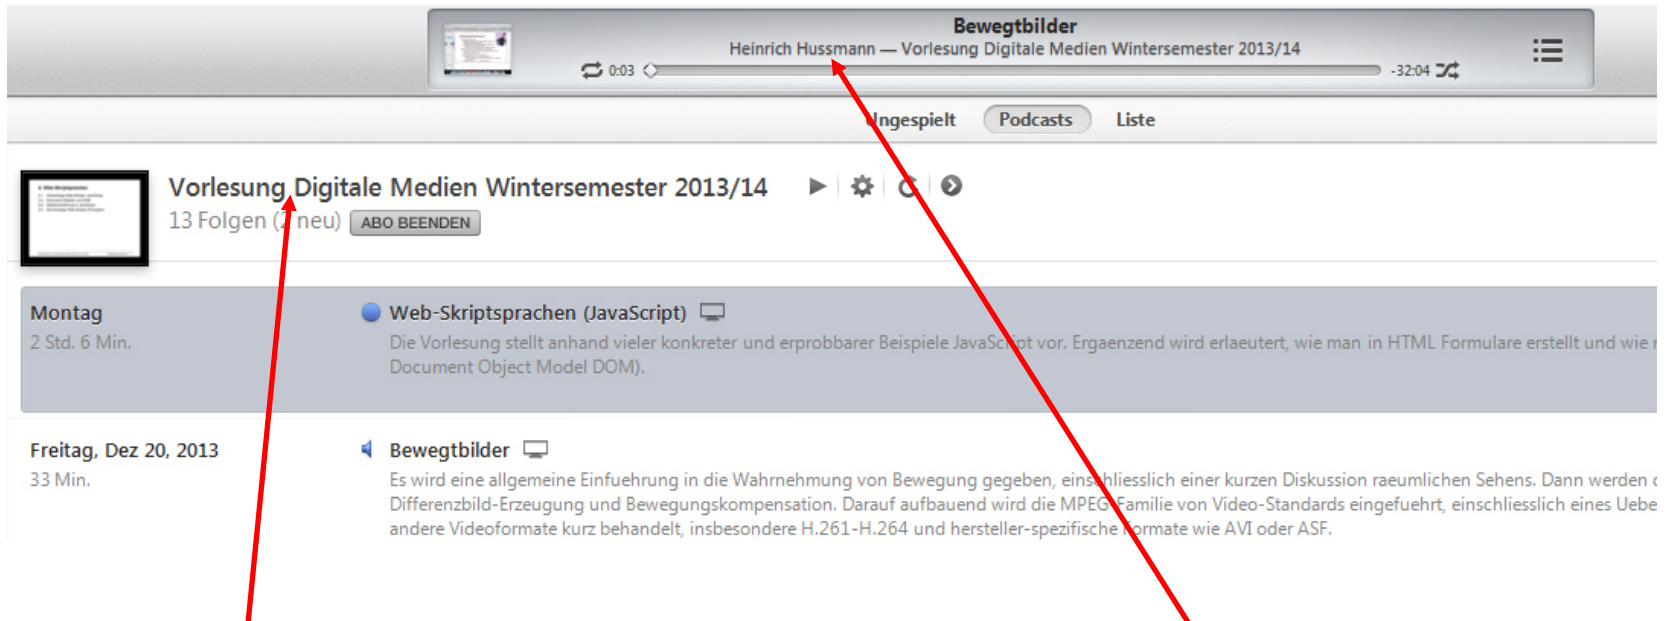 Bewegtbilder
Heinrich Hussmann — Vorlesung Digitale Medien Wintersemester 2013/14
0:03 -32:04
Ungespielt Podcasts Liste
Vorlesung Digitale Medien Wintersemester 2013/14
13 Folgen (2 neu) ABO BEENDEN
Montag Web-Skriptsprachen (JavaScript)
2 Std. 6 Min. Die Vorlesung stellt anhand vieler konkreter und erprobbarer Beispiele JavaScript vor. Ergaenzend wird erlaeutert, wie man in HTML Formulare erstellt und wie
Document Object Model DOM).
Freitag, Dez 20, 2013 Bewegtbilder
33 Min. Es wird eine allgemeine Einfuehrung in die Wahrnehmung von Bewegung gegeben, einschliesslich einer kurzen Diskussion raeumlichen Sehens. Dann werden
Differenzbild-Erzeugung und Bewegungskompensation. Darauf aufbauend wird die MPEG-Familie von Video-Standards eingefuehrt, einschliesslich eines Uebe
andere Videoformate kurz behandelt, insbesondere H.261-H.264 und hersteller-spezifische Formate wie AVI oder ASF.